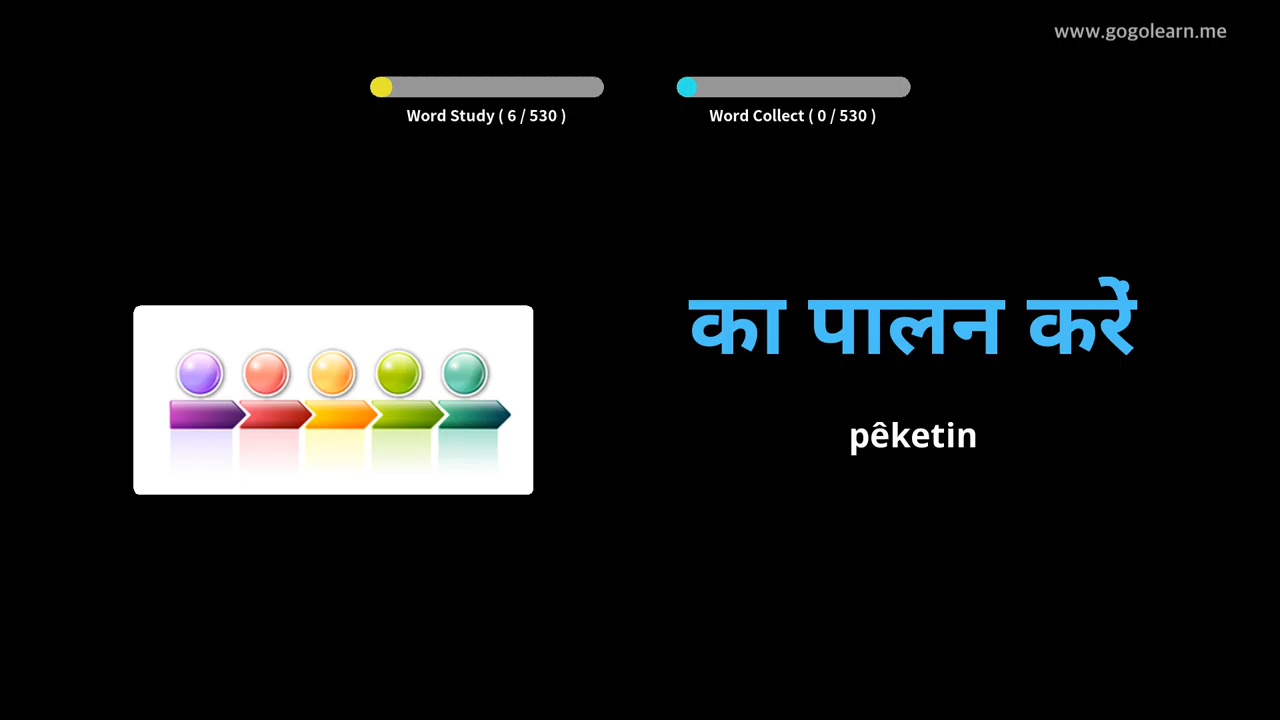 www.gogolearn.me
Word Study ( 6 / 530 )
Word Collect ( 0 / 530 )
का पालन करें
pêketin